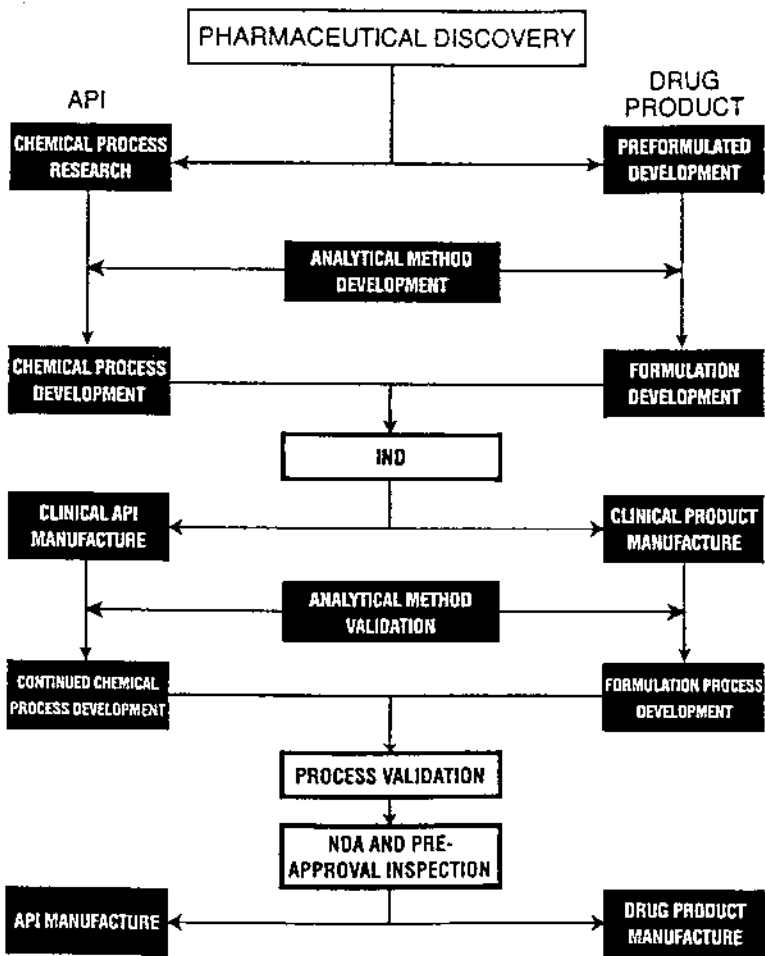 PHARMACEUTICAL DISCOVERY
API
DRUG
PRODUCT
CHEMICAL PROCESS
RESEARCH
PREFORMULATED
DEVELOPMENT
ANALYTICAL METHOD
DEVELOPMENT
CHEMICAL PROCESS
DEVELOPMENT
FORMULATION
DEVELOPMENT
IND
CLINICAL API
MANUFACTURE
CLINICAL PRODUCT
MANUFACTURE
ANALYTICAL METHOD
VALIDATION
CONTINUED CHEMICAL
PROCESS DEVELOPMENT
FORMULATION PROCESS
DEVELOPMENT
PROCESS VALIDATION
NDA AND PRE-
APPROVAL INSPECTION
API MANUFACTURE
DRUG PRODUCT
MANUFACTURE